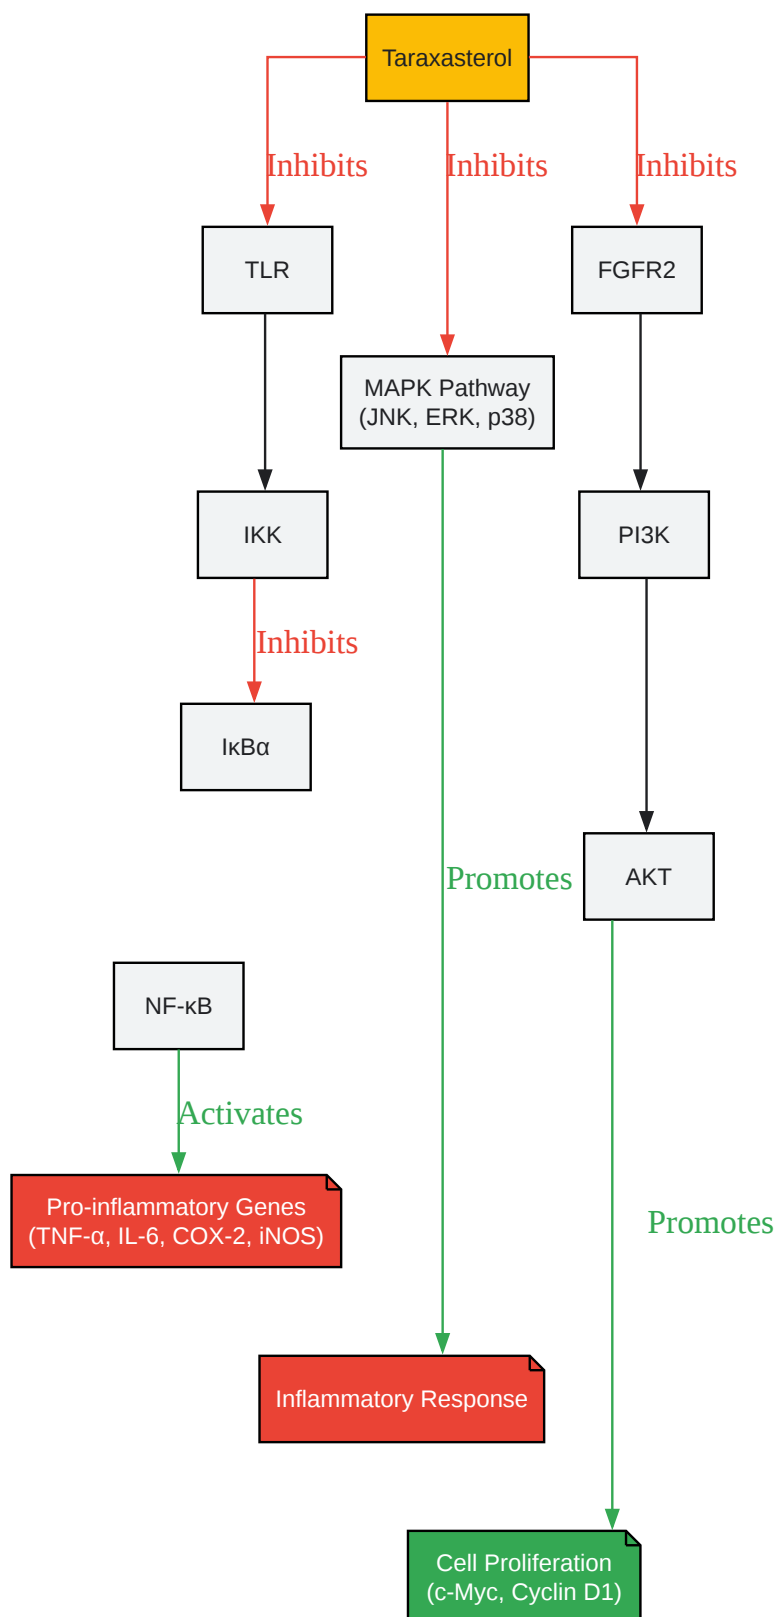 Taraxasterol
Inhibits
Inhibits
Inhibits
TLR
FGFR2
MAPK Pathway
(JNK, ERK, p38)
IKK
PI3K
Inhibits
IκBα
Promotes
AKT
NF-κB
Activates
Pro-inflammatory Genes
(TNF-α, IL-6, COX-2, iNOS)
Promotes
Inflammatory Response
Cell Proliferation
(c-Myc, Cyclin D1)